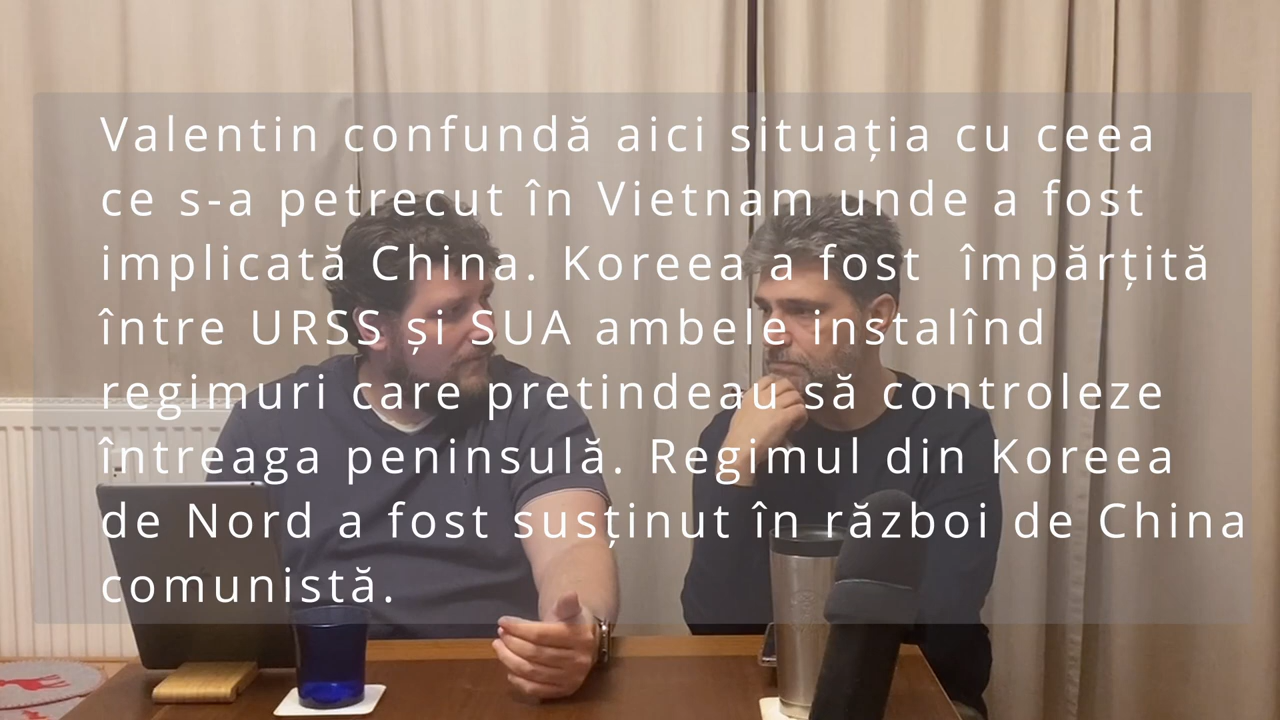 Valentin confundă aici situația cu ceea
ce s-a petrecut în Vietnam unde a fost
implicată China. Koreea a fost  împărțită
între URSS și SUA ambele instalînd
regimuri care pretindeau să controleze
întreaga peninsulă. Regimul din Koreea
de Nord a fost susținut în război de China
comunistă.